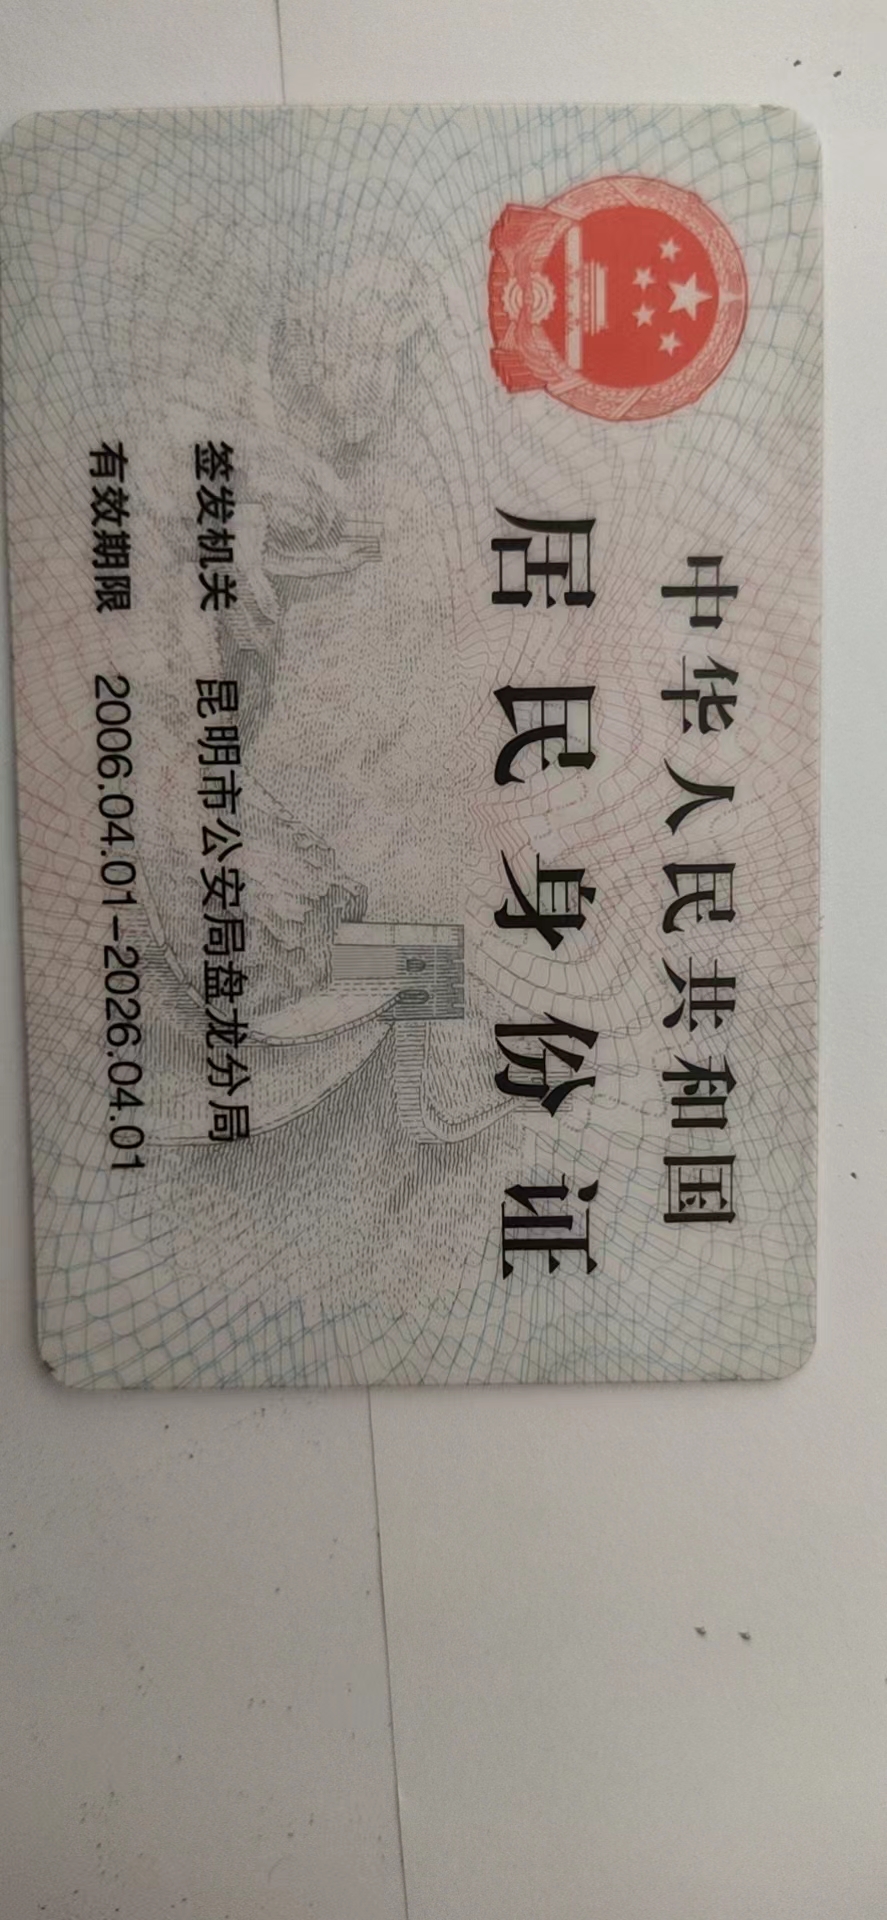 中华人民共和国
居民身份证
签发机关 昆明市公安局盘龙分局
有效期限 2006.04.01-2026.04.01